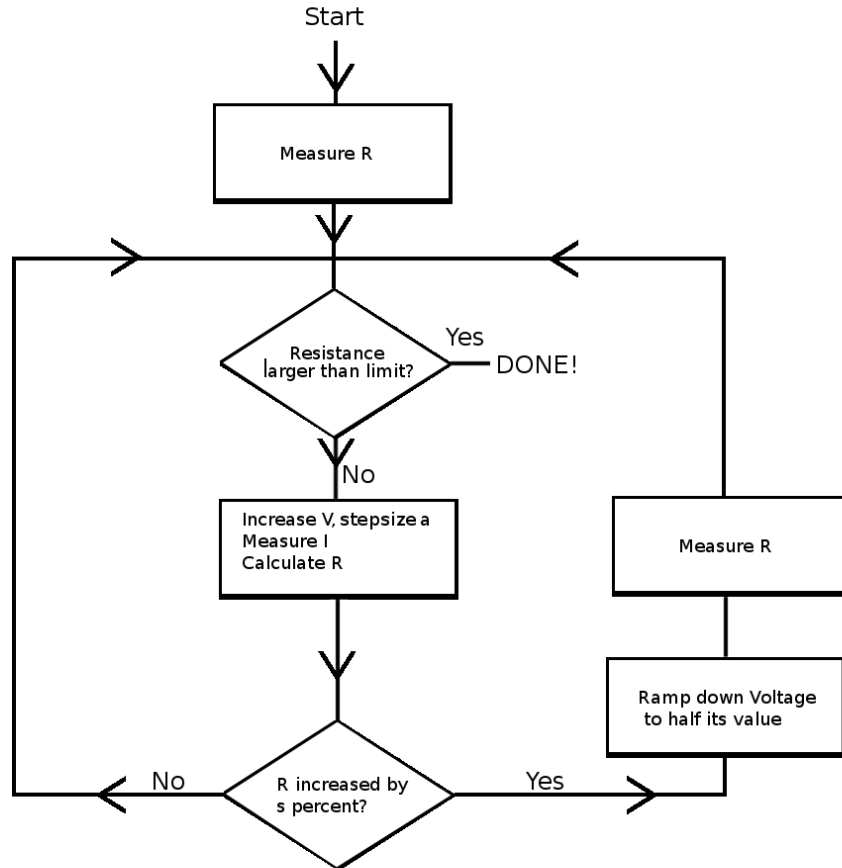 Start
Measure R
Resistance
larger than limit?
Yes
DONE!
No
Increase V, stepsize a
Measure I
Calculate R
Measure R
Ramp down Voltage
to half its value
No
R increased by
s percent?
Yes